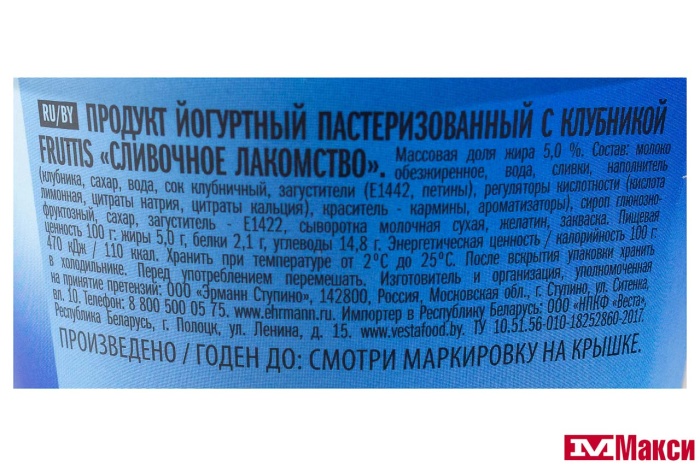 RU/BY ПРОДУКТ ЙОГУРТНЫЙ ПАСТЕРИЗОВАННЫЙ С КЛУБНИКОЙ
FRUTTIS «СЛИВОЧНОЕ ЛАКОМСТВО». Массовая доля жира 5,0 %. Состав: молоко
обезжиренное, вода, сливки, наполнитель
(клубника, сахар, вода, сок клубничный, загустители (Е1442, петины), регуляторы кислотности (кислота
лимонная, цитраты натрия, цитраты кальция), краситель - кармины, ароматизаторы), сироп глюкозно-
фруктозный, сахар, загуститель - Е1422, сыворотка молочная сухая, желатин, закваска. Пищевая
ценность 100 г: жиры 5,0 г, белки 2,1 г, углеводы 14,8 г. Энергетическая ценность / калорийность 100 г:
470 кДж / 110 ккал. Хранить при температуре от 2°С до 25°С. После вскрытия упаковки хранить
в холодильнике. Перед употреблением перемешать. Изготовитель и организация, уполномоченная
на принятие претензий: ООО «Эрманн Ступино», 142800, Россия, Московская обл., г. Ступино, ул. Ситенка,
вл. 10. Телефон: 8 800 500 05 75. www.ehrmann.ru. Импортер в Республику Беларусь: ООО «НПКФ «Веста»,
Республика Беларусь, г. Полоцк, ул. Ленина, д. 15. www.vestafood.by. ТУ 10.51.56-010-18252860-2017.
ПРОИЗВЕДЕНО / ГОДЕН ДО: СМОТРИ МАРКИРОВКУ НА КРЫШКЕ.
М Макси